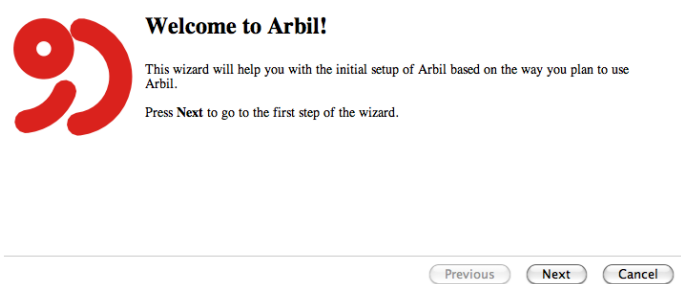 Welcome to Arbil!
This wizard will help you with the initial setup of Arbil based on the way you plan to use
Arbil.
Press Next to go to the first step of the wizard.
Previous Next Cancel